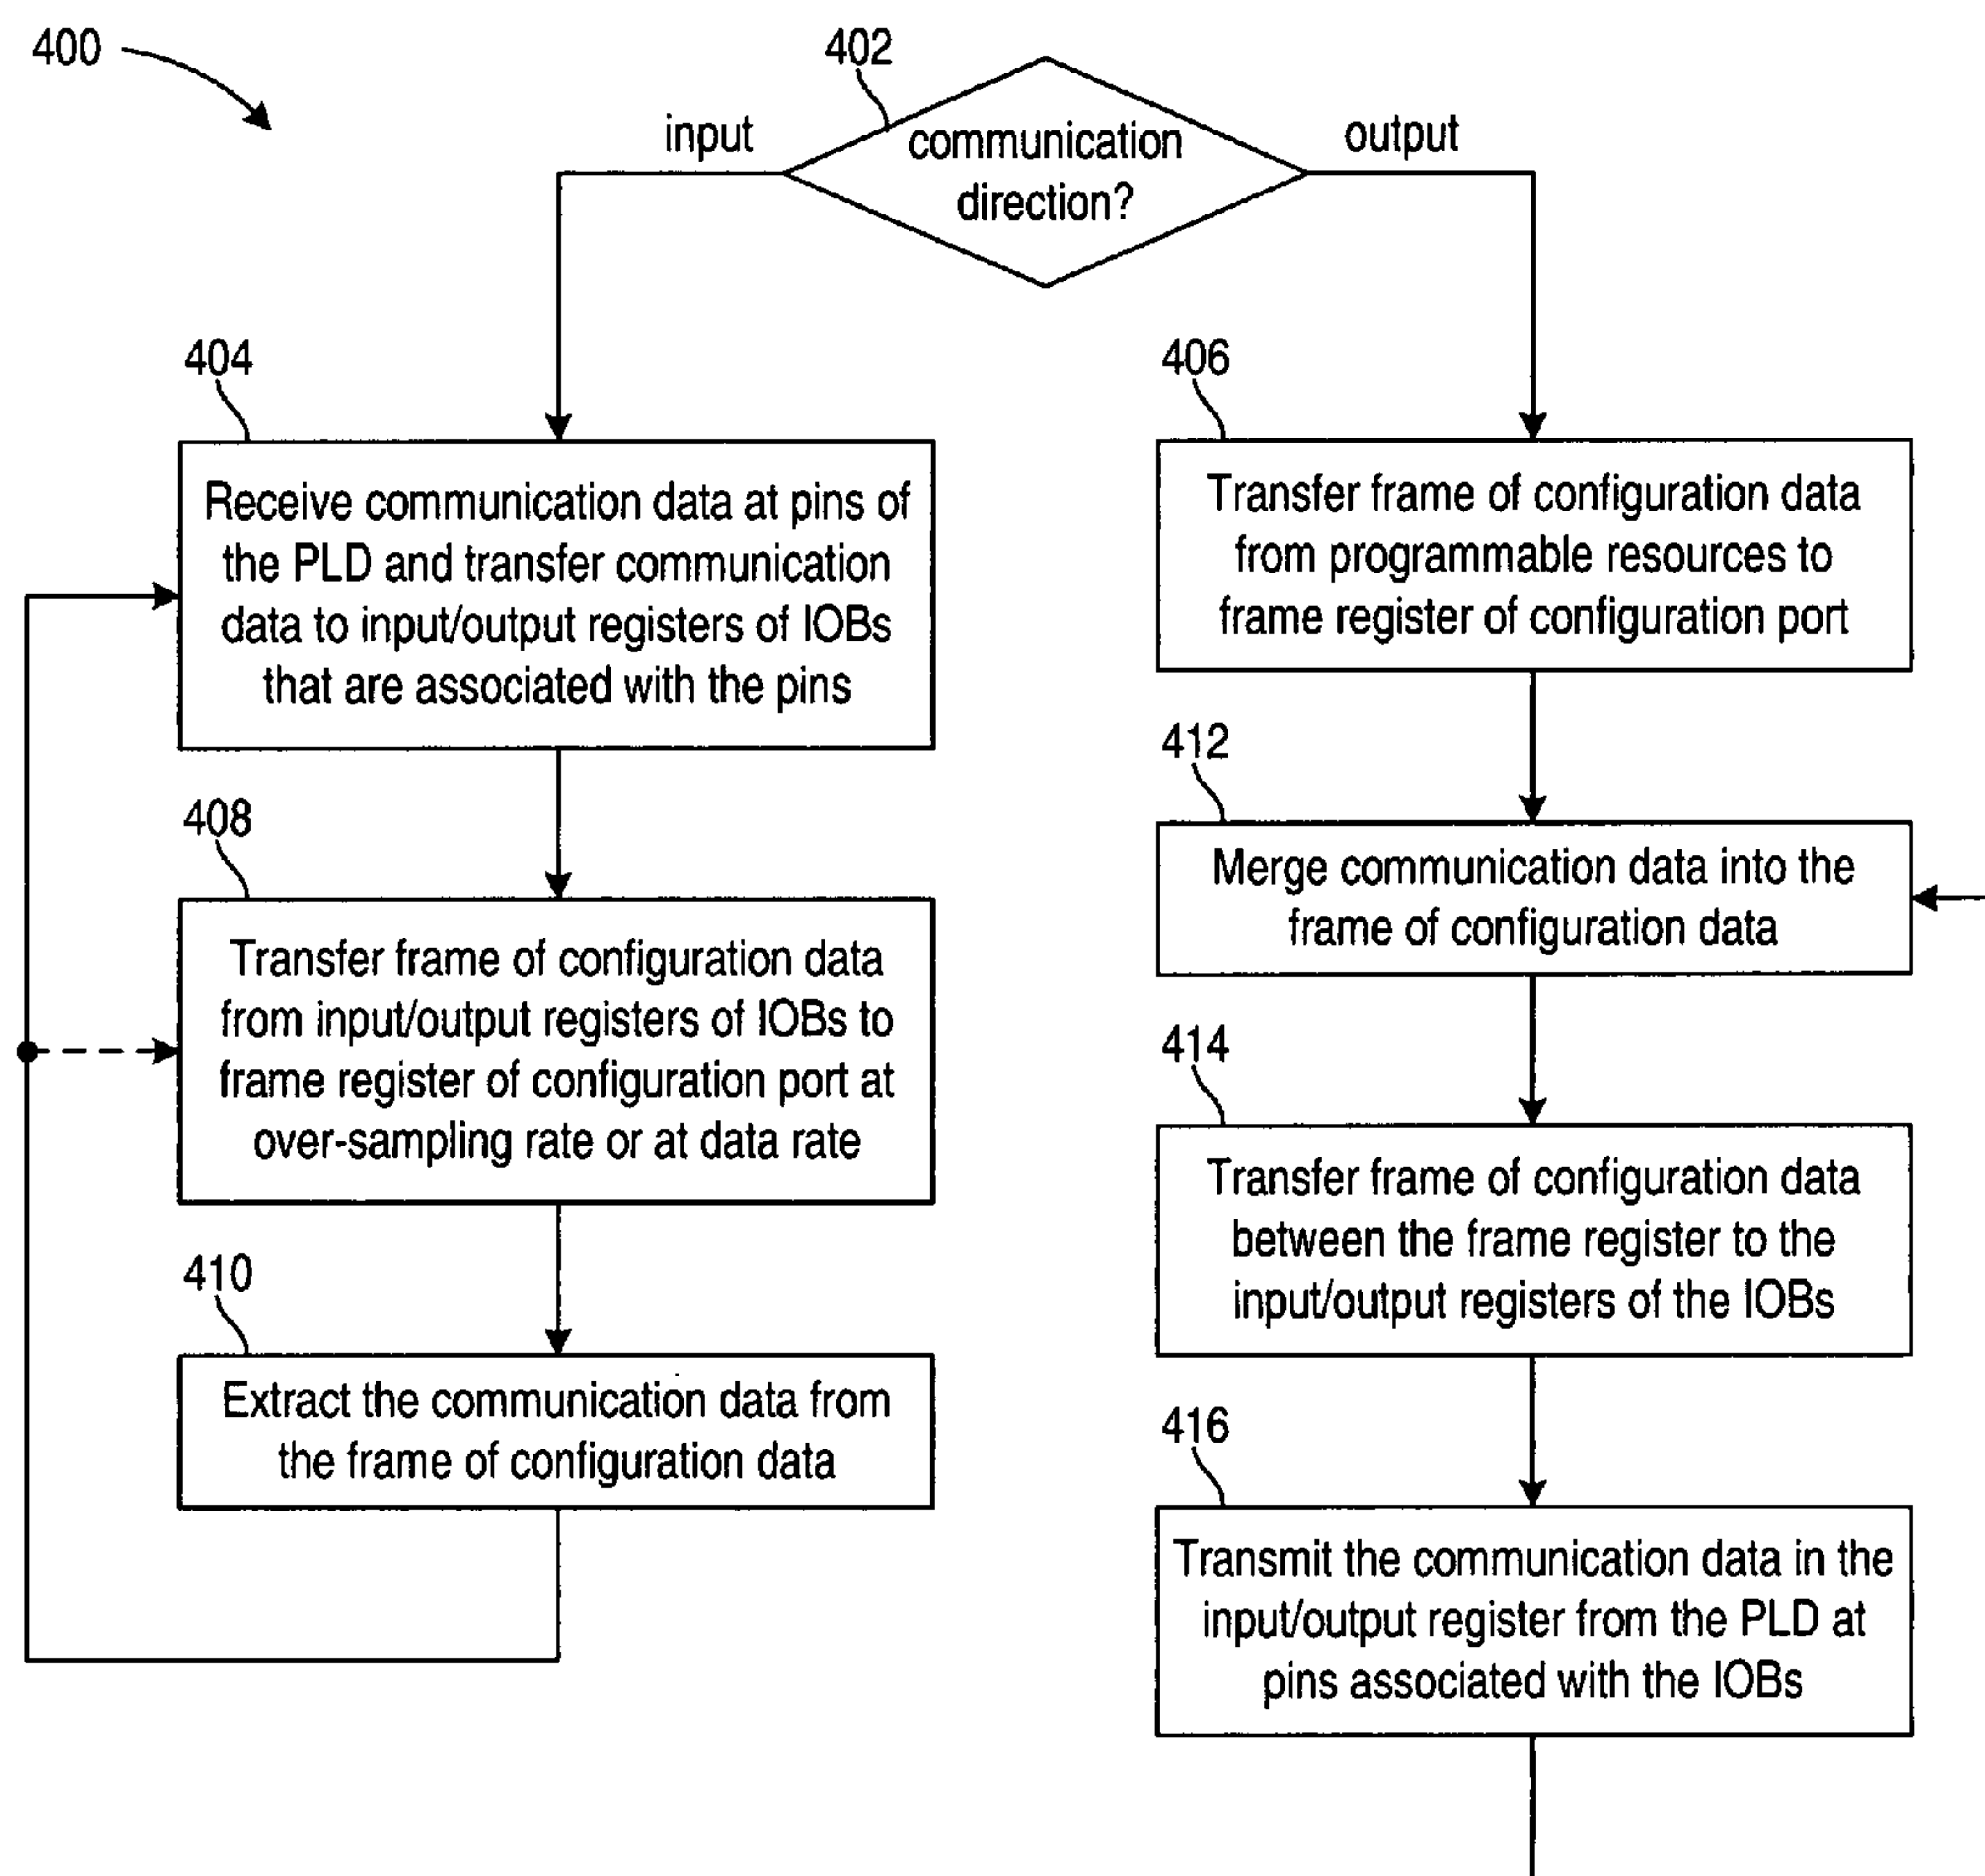 400
402
communication
direction?
input
output
404
Receive communication data at pins of
the PLD and transfer communication
data to input/output registers of IOBs
that are associated with the pins
408
Transfer frame of configuration data
from input/output registers of IOBs to
frame register of configuration port at
over-sampling rate or at data rate
410
Extract the communication data from
the frame of configuration data
406
Transfer frame of configuration data
from programmable resources to
frame register of configuration port
412
Merge communication data into the
frame of configuration data
414
Transfer frame of configuration data
between the frame register to the
input/output registers of the IOBs
416
Transmit the communication data in the
input/output register from the PLD at
pins associated with the IOBs